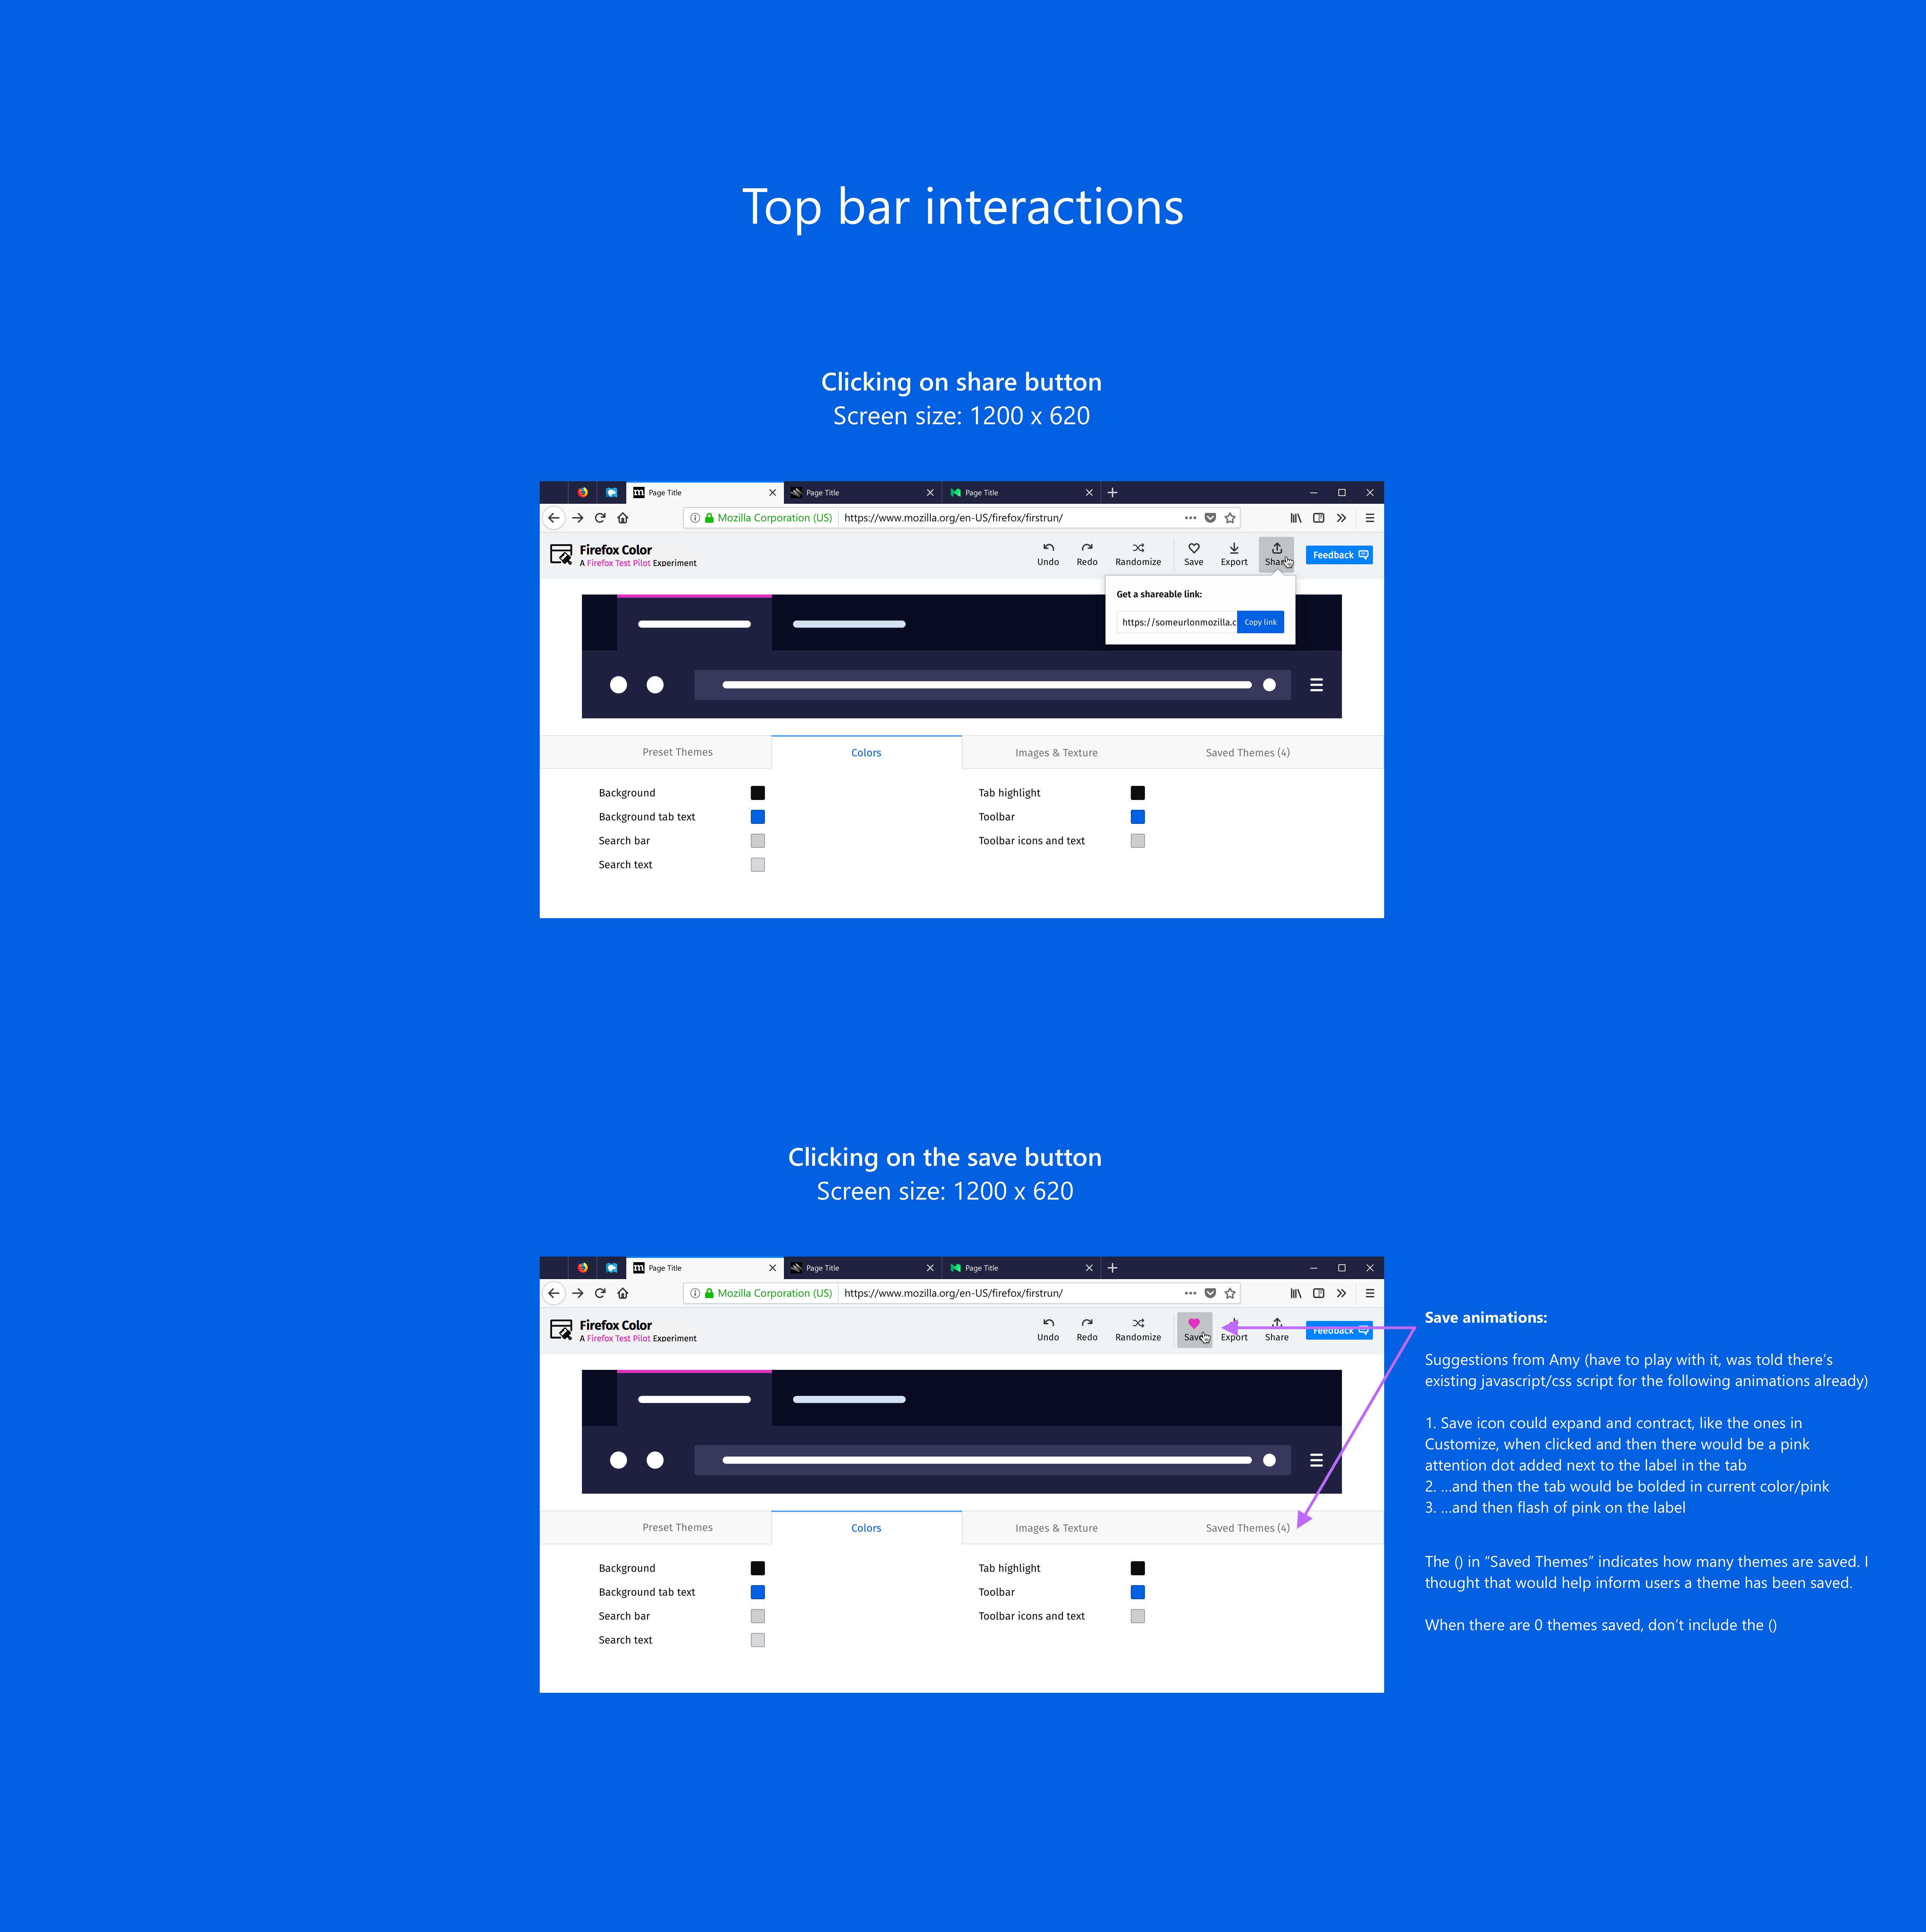 Top bar interactions
Clicking on share button
Screen size: 1200 x 620
Page Title
Page Title
Page Title
Mozilla Corporation (US)
https://www.mozilla.org/en-US/firefox/firstrun/
Firefox Color
A Firefox Test Pilot Experiment
Undo
Redo
Randomize
Save
Export
Share
Feedback
Get a shareable link:
https://someurlonmozilla.c
Copy link
Preset Themes
Colors
Images & Texture
Saved Themes (4)
Background
Background tab text
Search bar
Search text
Tab highlight
Toolbar
Toolbar icons and text
Clicking on the save button
Screen size: 1200 x 620
Page Title
Page Title
Page Title
Mozilla Corporation (US)
https://www.mozilla.org/en-US/firefox/firstrun/
Firefox Color
A Firefox Test Pilot Experiment
Undo
Redo
Randomize
Save
Export
Share
Feedback
Preset Themes
Colors
Images & Texture
Saved Themes (4)
Background
Background tab text
Search bar
Search text
Tab highlight
Toolbar
Toolbar icons and text
Save animations:
Suggestions from Amy (have to play with it, was told there's
existing javascript/css script for the following animations already)
1. Save icon could expand and contract, like the ones in
Customize, when clicked and then there would be a pink
attention dot added next to the label in the tab
2. ...and then the tab would be bolded in current color/pink
3. ...and then flash of pink on the label
The () in “Saved Themes” indicates how many themes are saved. I
thought that would help inform users a theme has been saved.
When there are 0 themes saved, don't include the ()